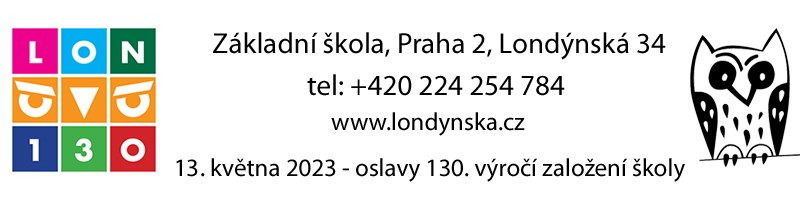 LON
130
Základní škola, Praha 2, Londýnská 34
tel: +420 224 254 784
www.londynska.cz
13. května 2023 - oslavy 130. výročí založení školy